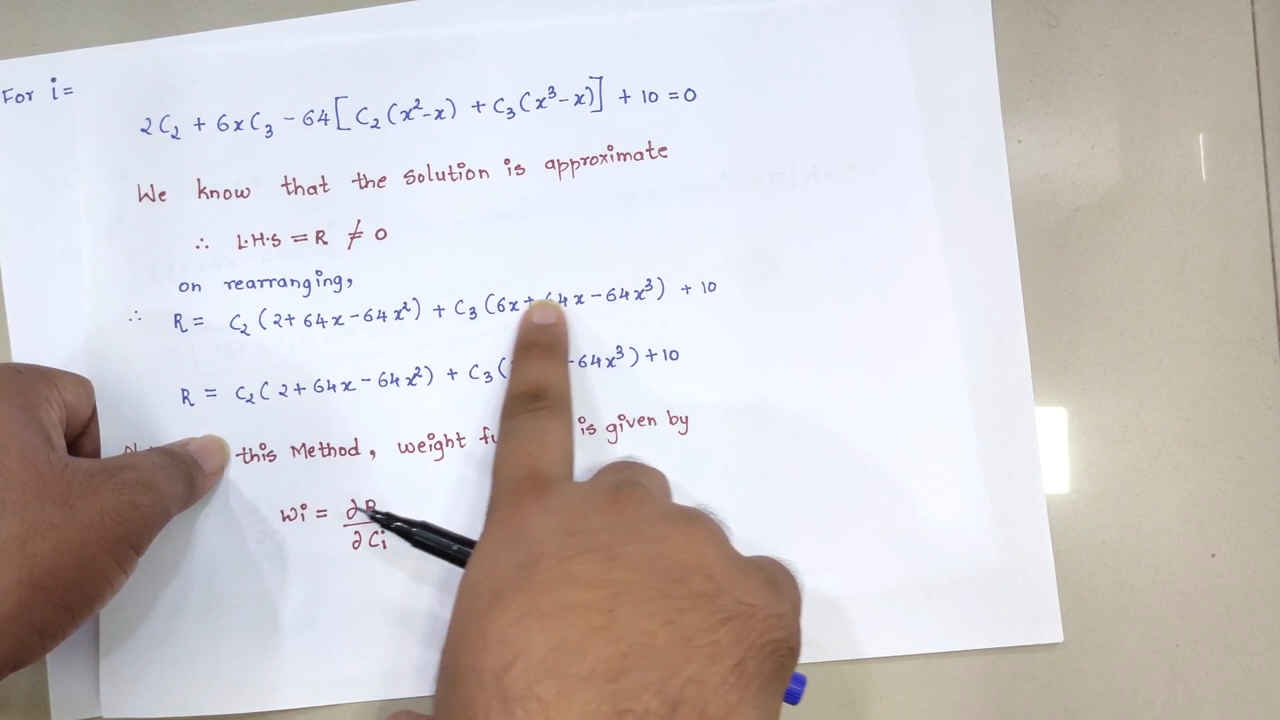 For i=
2C₂ + 6xC₃ - 64[C₂(x²-x) + C₃(x³-x)] + 10 = 0
We know that the solution is approximate
∴ L.H.S = R ≠ 0
on rearranging,
∴ R = C₂(2+64x-64x²) + C₃(6x+64x-64x³) + 10
R = C₂(2+64x-64x²) + C₃( -64x³)+10
this Method, weight is given by
wi = ∂R/∂Ci